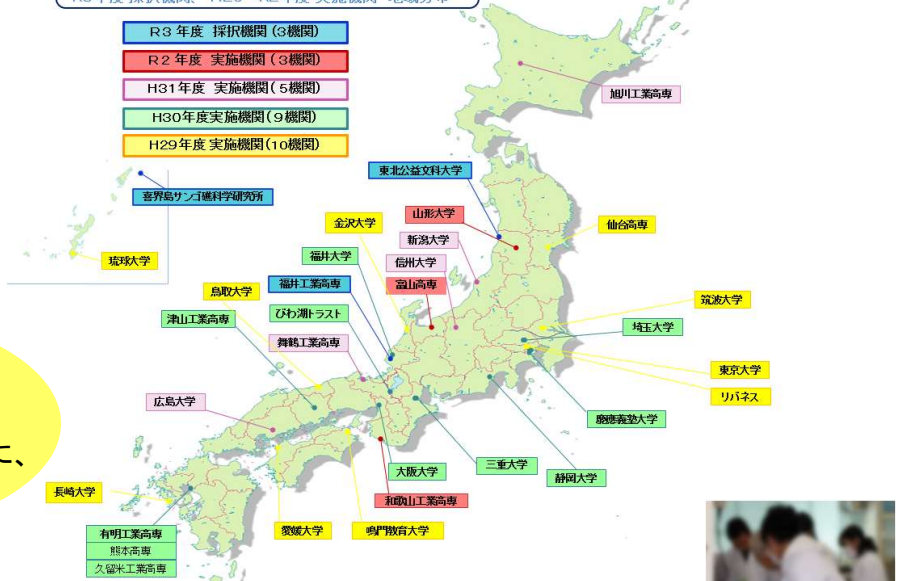 R3年度 採択機関(3機関)
R2年度 実施機関(3機関)
H31年度 実施機関(5機関)
H30年度実施機関(9機関)
H29年度 実施機関(10機関)
旭川工業高専
東北公益文科大学
喜界島サンゴ礁科学研究所
山形大学
金沢大学
仙台高専
新潟大学
福井大学
信州大学
琉球大学
福井工業高専
富山高専
鳥取大学
筑波大学
びわ湖トラスト
津山工業高専
埼玉大学
舞鶴工業高専
東京大学
リバネス
広島大学
慶應義塾大学
た、
三重大学
大阪大学
静岡大学
長崎大学
和歌山工業高専
有明工業高専
愛媛大学
鳴門教育大学
熊本高専
久留米工業高専